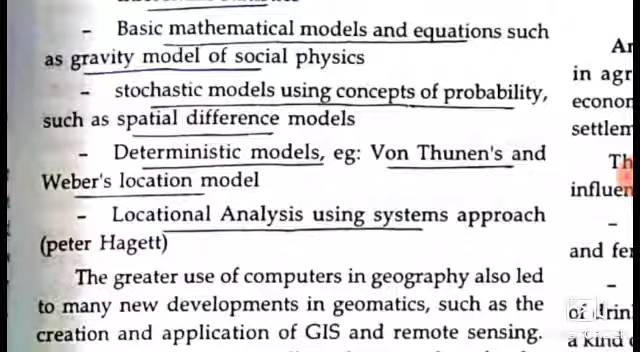 - Basic mathematical models and equations such
as gravity model of social physics
- stochastic models using concepts of probability,
such as spatial difference models
- Deterministic models, eg: Von Thunen's and
Weber's location model
- Locational Analysis using systems approach
(peter Hagett)
The greater use of computers in geography also led
to many new developments in geomatics, such as the
creation and application of GIS and remote sensing.
in agr
econor
settlem
Th
influen
-
and fer
-
a kind